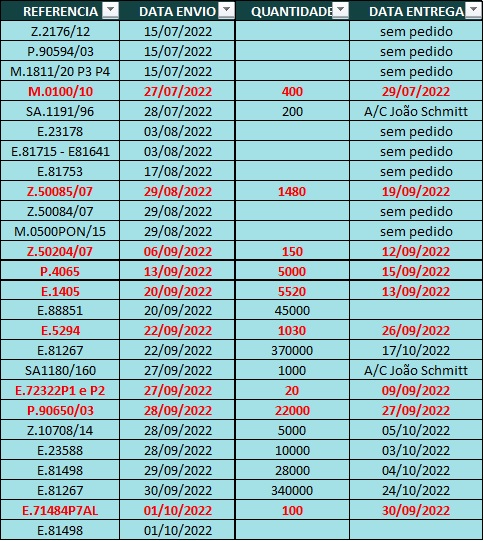 REFERENCIA DATA ENVIO QUANTIDADE DATA ENTREGA
Z.2176/12 15/07/2022 sem pedido
P.90594/03 15/07/2022 sem pedido
M.1811/20 P3 P4 15/07/2022 sem pedido
M.0100/10 27/07/2022 400 29/07/2022
SA.1191/96 28/07/2022 200 A/C João Schmitt
E.23178 03/08/2022 sem pedido
E.81715 - E81641 03/08/2022 sem pedido
E.81753 17/08/2022 sem pedido
Z.50085/07 29/08/2022 1480 19/09/2022
Z.50084/07 29/08/2022 sem pedido
M.0500PON/15 29/08/2022 sem pedido
Z.50204/07 06/09/2022 150 12/09/2022
P.4065 13/09/2022 5000 15/09/2022
E.1405 20/09/2022 5520 13/09/2022
E.88851 20/09/2022 45000
E.5294 22/09/2022 1030 26/09/2022
E.81267 22/09/2022 370000 17/10/2022
SA1180/160 27/09/2022 1000 A/C João Schmitt
E.72322P1 e P2 27/09/2022 20 09/09/2022
P.90650/03 28/09/2022 22000 27/09/2022
Z.10708/14 28/09/2022 5000 05/10/2022
E.23588 28/09/2022 10000 03/10/2022
E.81498 29/09/2022 28000 04/10/2022
E.81267 30/09/2022 340000 24/10/2022
E.71484P7AL 01/10/2022 100 30/09/2022
E.81498 01/10/2022